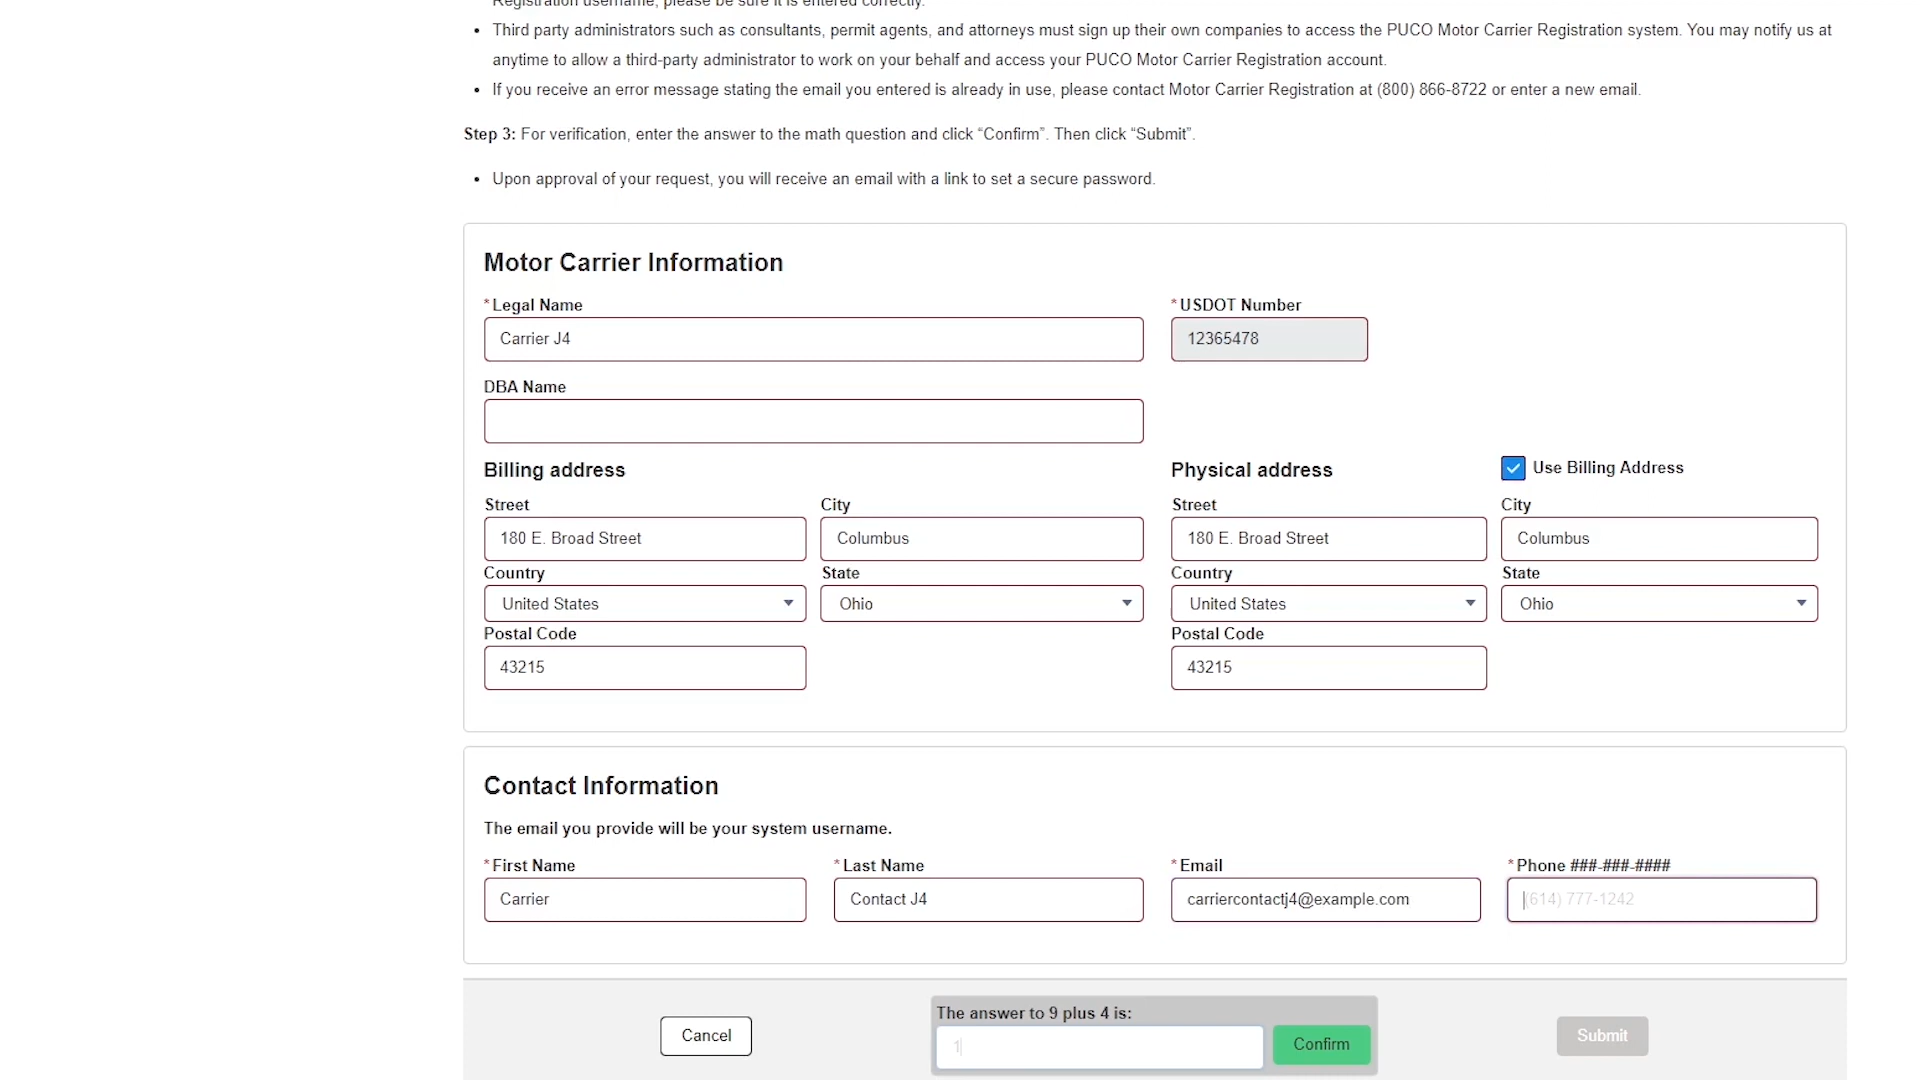 Registration username, please be sure it is entered correctly.
• Third party administrators such as consultants, permit agents, and attorneys must sign up their own companies to access the PUCO Motor Carrier Registration system. You may notify us at
anytime to allow a third-party administrator to work on your behalf and access your PUCO Motor Carrier Registration account.
• If you receive an error message stating the email you entered is already in use, please contact Motor Carrier Registration at (800) 866-8722 or enter a new email.
Step 3: For verification, enter the answer to the math question and click “Confirm”. Then click “Submit”.
• Upon approval of your request, you will receive an email with a link to set a secure password.
Motor Carrier Information
*Legal Name *USDOT Number
Carrier J4 12365478
DBA Name
Billing address Physical address Use Billing Address
Street City Street City
180 E. Broad Street Columbus 180 E. Broad Street Columbus
Country State Country State
United States Ohio United States Ohio
Postal Code Postal Code
43215 43215
Contact Information
The email you provide will be your system username.
*First Name *Last Name *Email *Phone ###-###-####
Carrier Contact J4 carriercontactj4@example.com (614) 777-1242
The answer to 9 plus 4 is:
Cancel 1 Confirm Submit